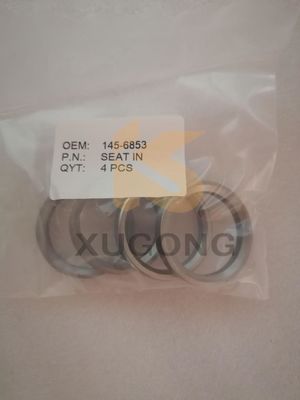 OEM: 145-6853
P.N.: SEAT IN
QYT: 4 PCS
XUGONG